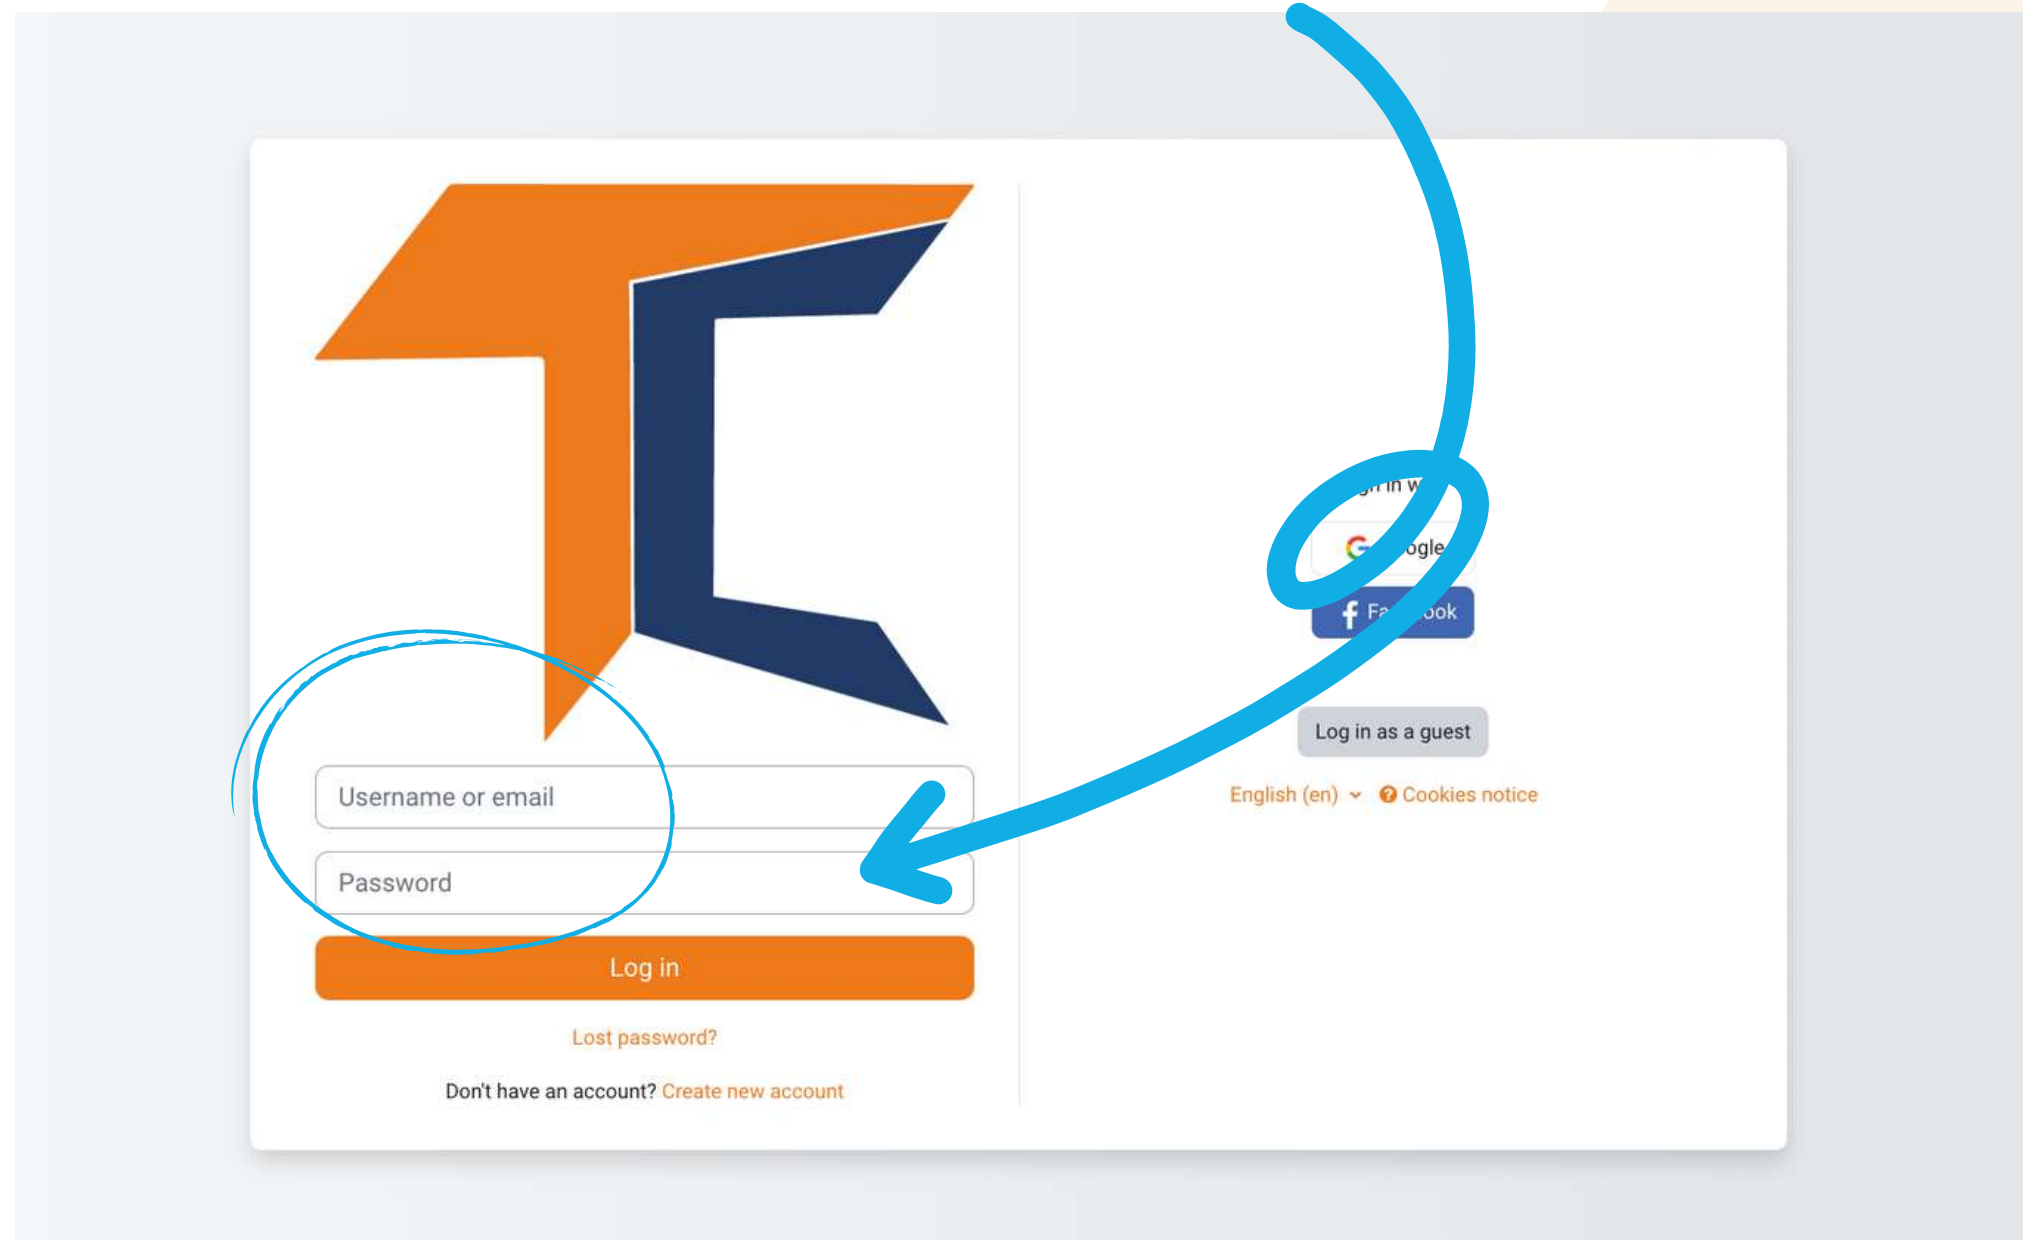 Username or email
Password
Log in
Lost password?
Don't have an account? Create new account
in
Log in as a guest
English (en) Cookies notice